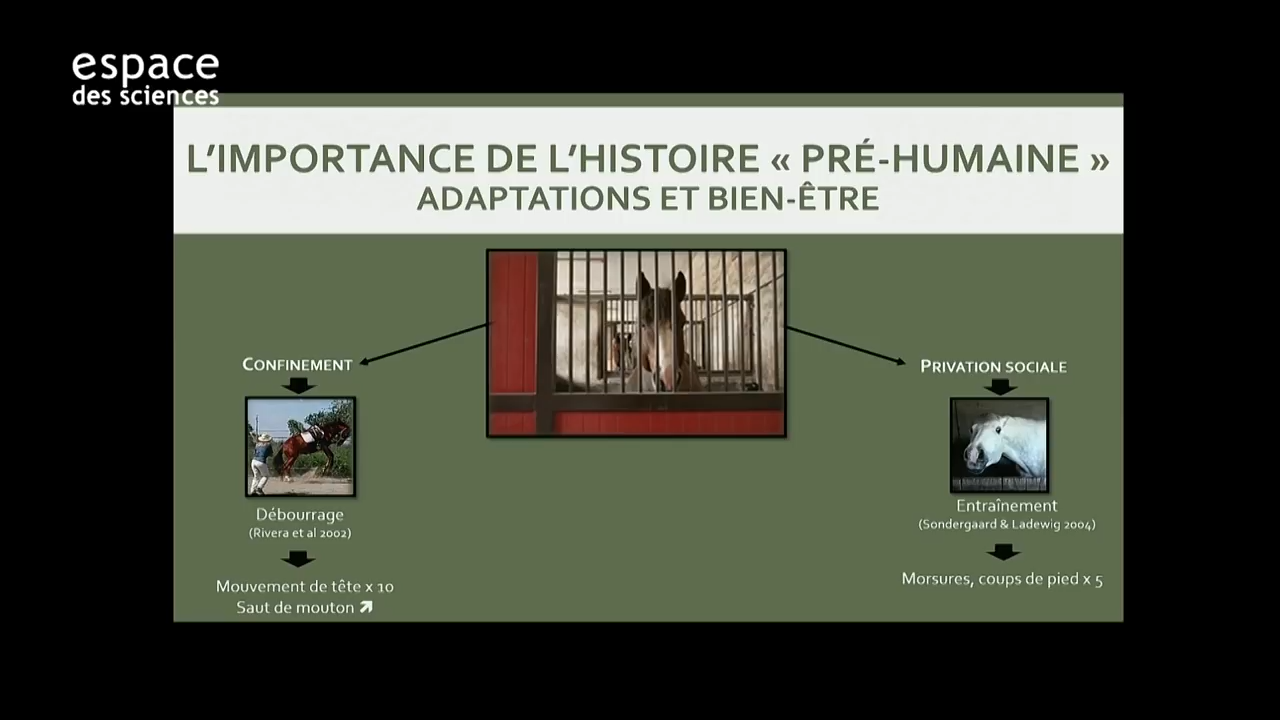 espace
des sciences
L'IMPORTANCE DE L'HISTOIRE « PRÉ-HUMAINE »
ADAPTATIONS ET BIEN-ÊTRE
CONFINEMENT
Débourrage
(Rivera et al 2002)
Mouvement de tête x 10
Saut de mouton
PRIVATION SOCIALE
Entraînement
(Sondergaard & Ladewig 2004)
Morsures, coups de pied x 5